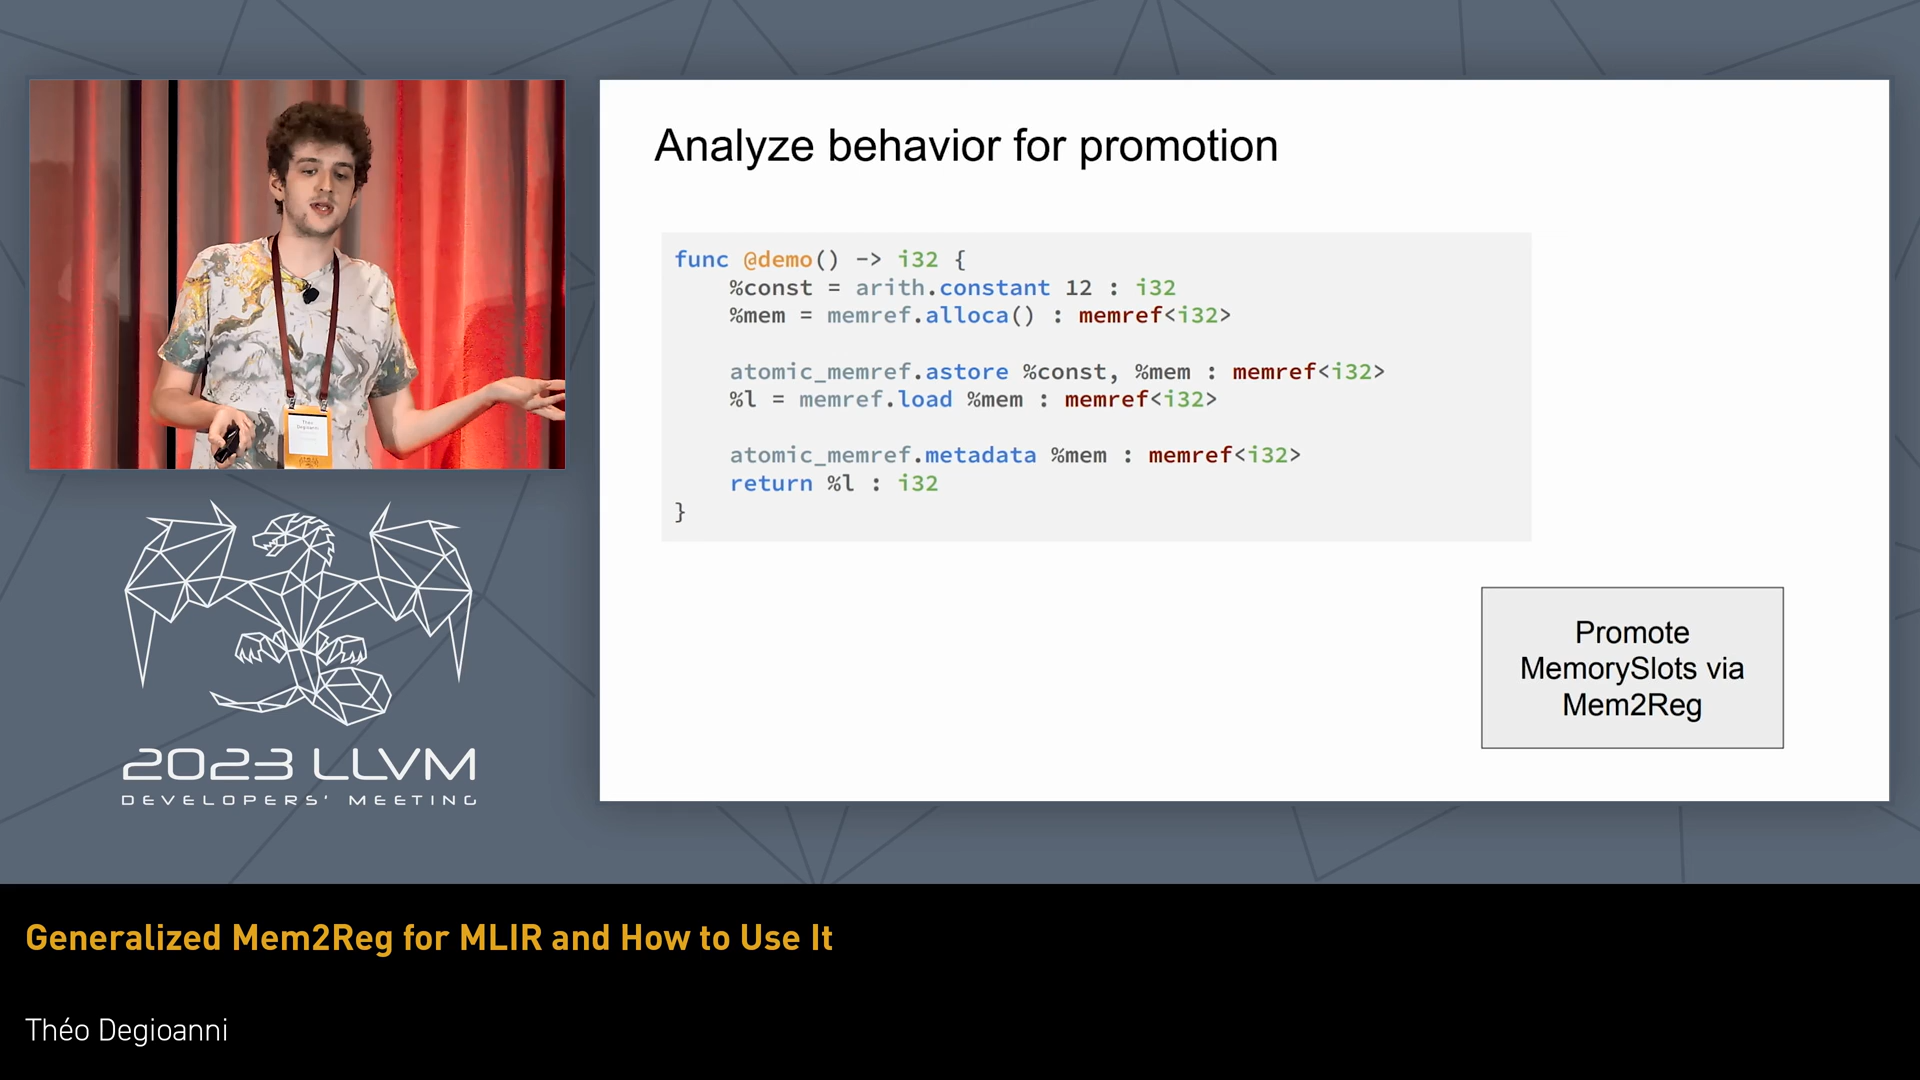 Analyze behavior for promotion
func @demo() -> i32 {
%const = arith.constant 12 : i32
%mem = memref.alloca() : memref<i32>
atomic_memref.astore %const, %mem : memref<i32>
%l = memref.load %mem : memref<i32>
atomic_memref.metadata %mem : memref<i32>
return %l : i32
}
Promote
MemorySlots via
Mem2Reg
Théo
Degioanni
2023 LLVM
DEVELOPERS' MEETING
Generalized Mem2Reg for MLIR and How to Use It
Théo Degioanni